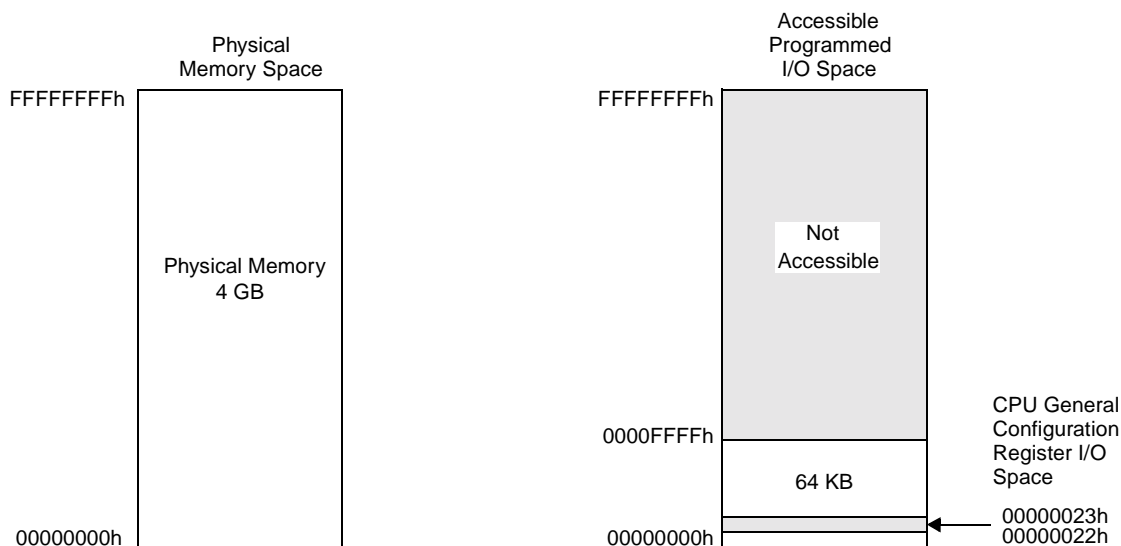 Physical
Memory Space
FFFFFFFFh
Physical Memory
4 GB
00000000h
Accessible
Programmed
I/O Space
FFFFFFFFh
Not
Accessible
0000FFFFh
64 KB
00000000h
CPU General
Configuration
Register I/O
Space
00000023h
00000022h